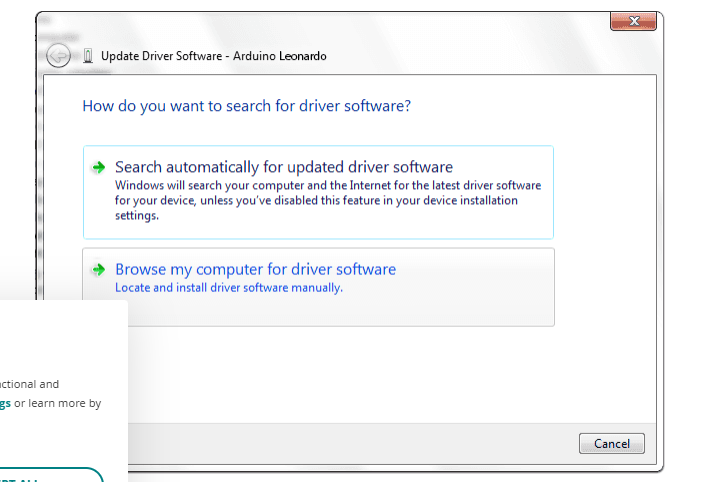 Update Driver Software - Arduino Leonardo
How do you want to search for driver software?
Search automatically for updated driver software
Windows will search your computer and the Internet for the latest driver software
for your device, unless you've disabled this feature in your device installation
settings.
Browse my computer for driver software
Locate and install driver software manually.
and
or learn more by
Cancel